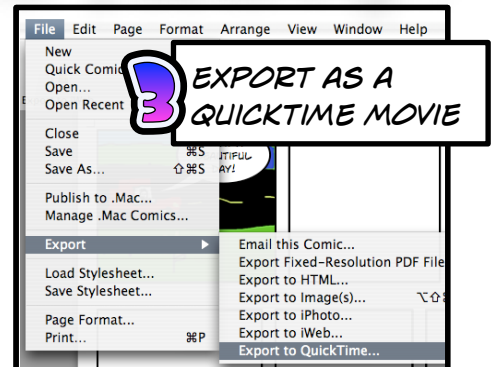 File Edit Page Format Arrange View Window Help
3 EXPORT AS A
QUICKTIME MOVIE
New
Quick Comic
Open...
Open Recent
Close
Save ⌘S
Save As... ⇧⌘S
Publish to .Mac...
Manage .Mac Comics...
Export ▶
Load Stylesheet...
Save Stylesheet...
Page Format...
Print... ⌘P
Email this Comic...
Export Fixed-Resolution PDF File
Export to HTML...
Export to Image(s)... ⌥⇧
Export to iPhoto...
Export to iWeb...
Export to QuickTime...